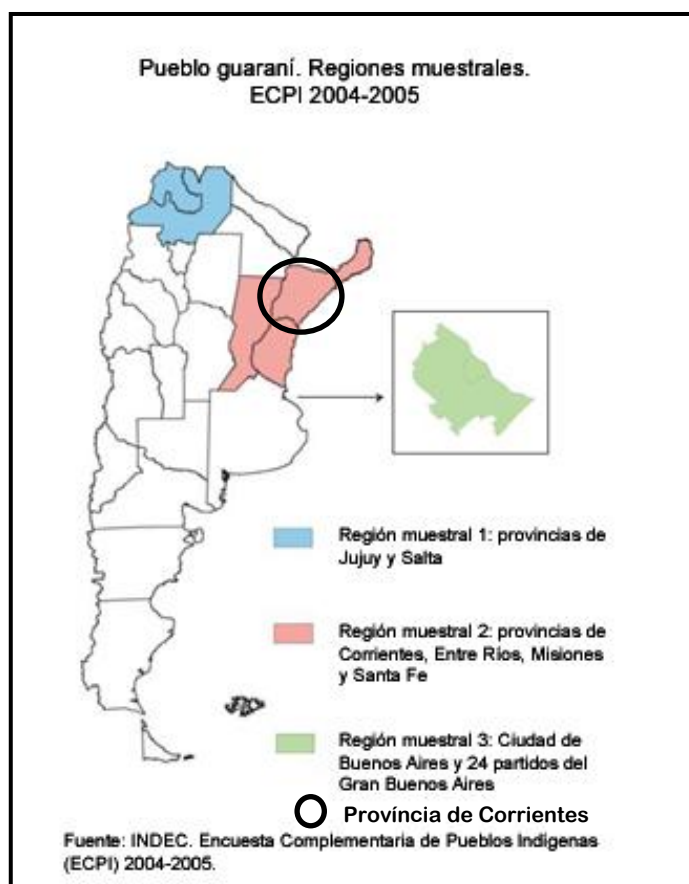 Pueblo guaraní. Regiones muestrales.
ECPI 2004-2005
Región muestral 1: provincias de
Jujuy y Salta
Región muestral 2: provincias de
Corrientes, Entre Ríos, Misiones
y Santa Fe
Región muestral 3: Ciudad de
Buenos Aires y 24 partidos del
Gran Buenos Aires
Província de Corrientes
Fuente: INDEC. Encuesta Complementaria de Pueblos Indígenas
(ECPI) 2004-2005.